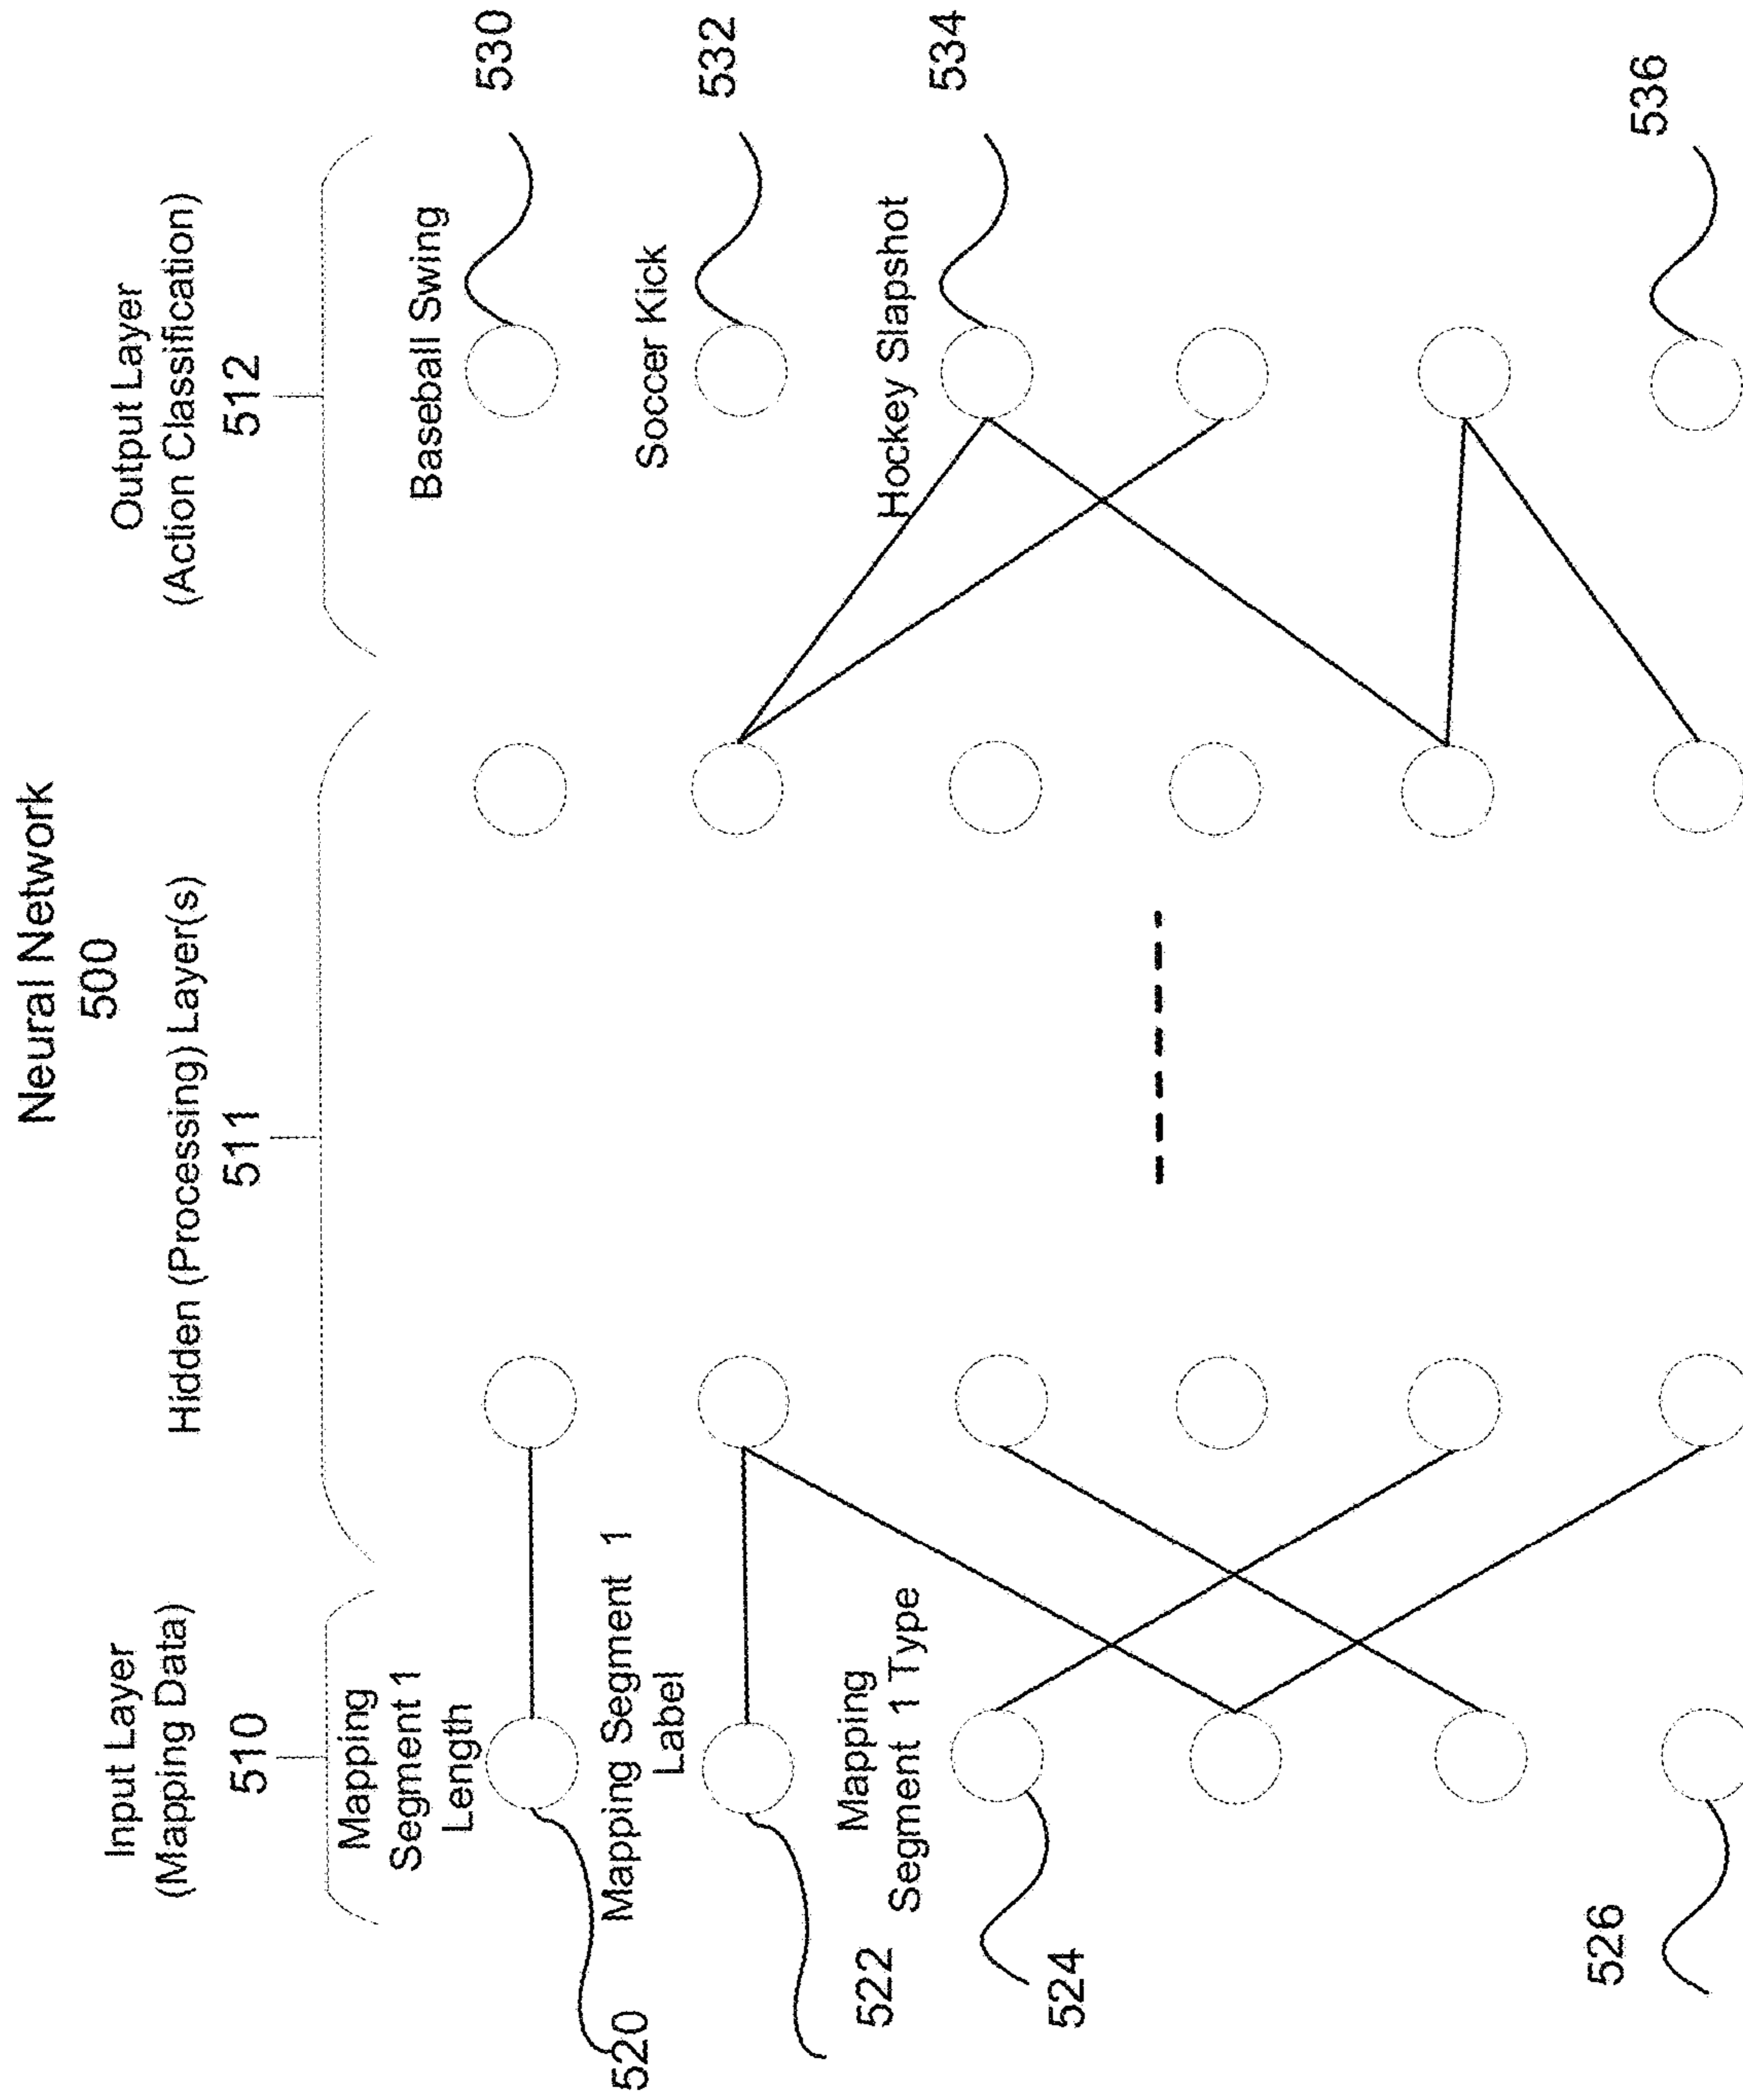 Neural Network
500
Input Layer
(Mapping Data)
510
Hidden (Processing) Layer(s)
511
Output Layer
(Action Classification)
512
Mapping
Segment 1
Length
520
Mapping Segment 1
Label
522
Mapping
Segment 1 Type
524
526
Baseball Swing
530
Soccer Kick
532
Hockey Slapshot
534
536